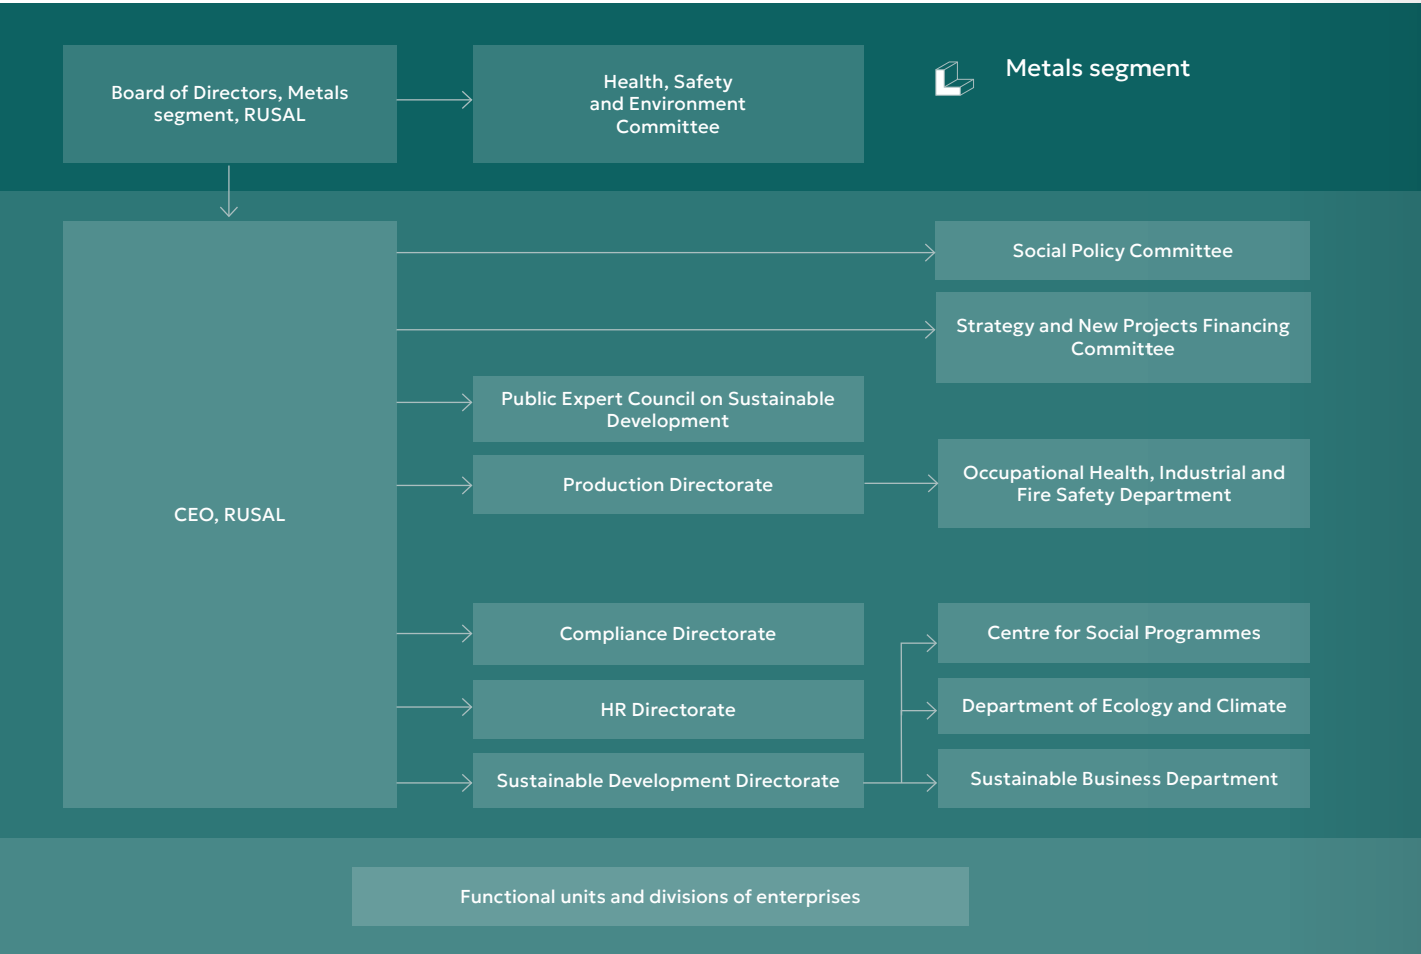 Board of Directors, Metals
segment, RUSAL
Health, Safety
and Environment
Committee
Metals segment
CEO, RUSAL
Social Policy Committee
Strategy and New Projects Financing
Committee
Public Expert Council on Sustainable
Development
Production Directorate
Occupational Health, Industrial and
Fire Safety Department
Compliance Directorate
Centre for Social Programmes
HR Directorate
Department of Ecology and Climate
Sustainable Development Directorate
Sustainable Business Department
Functional units and divisions of enterprises